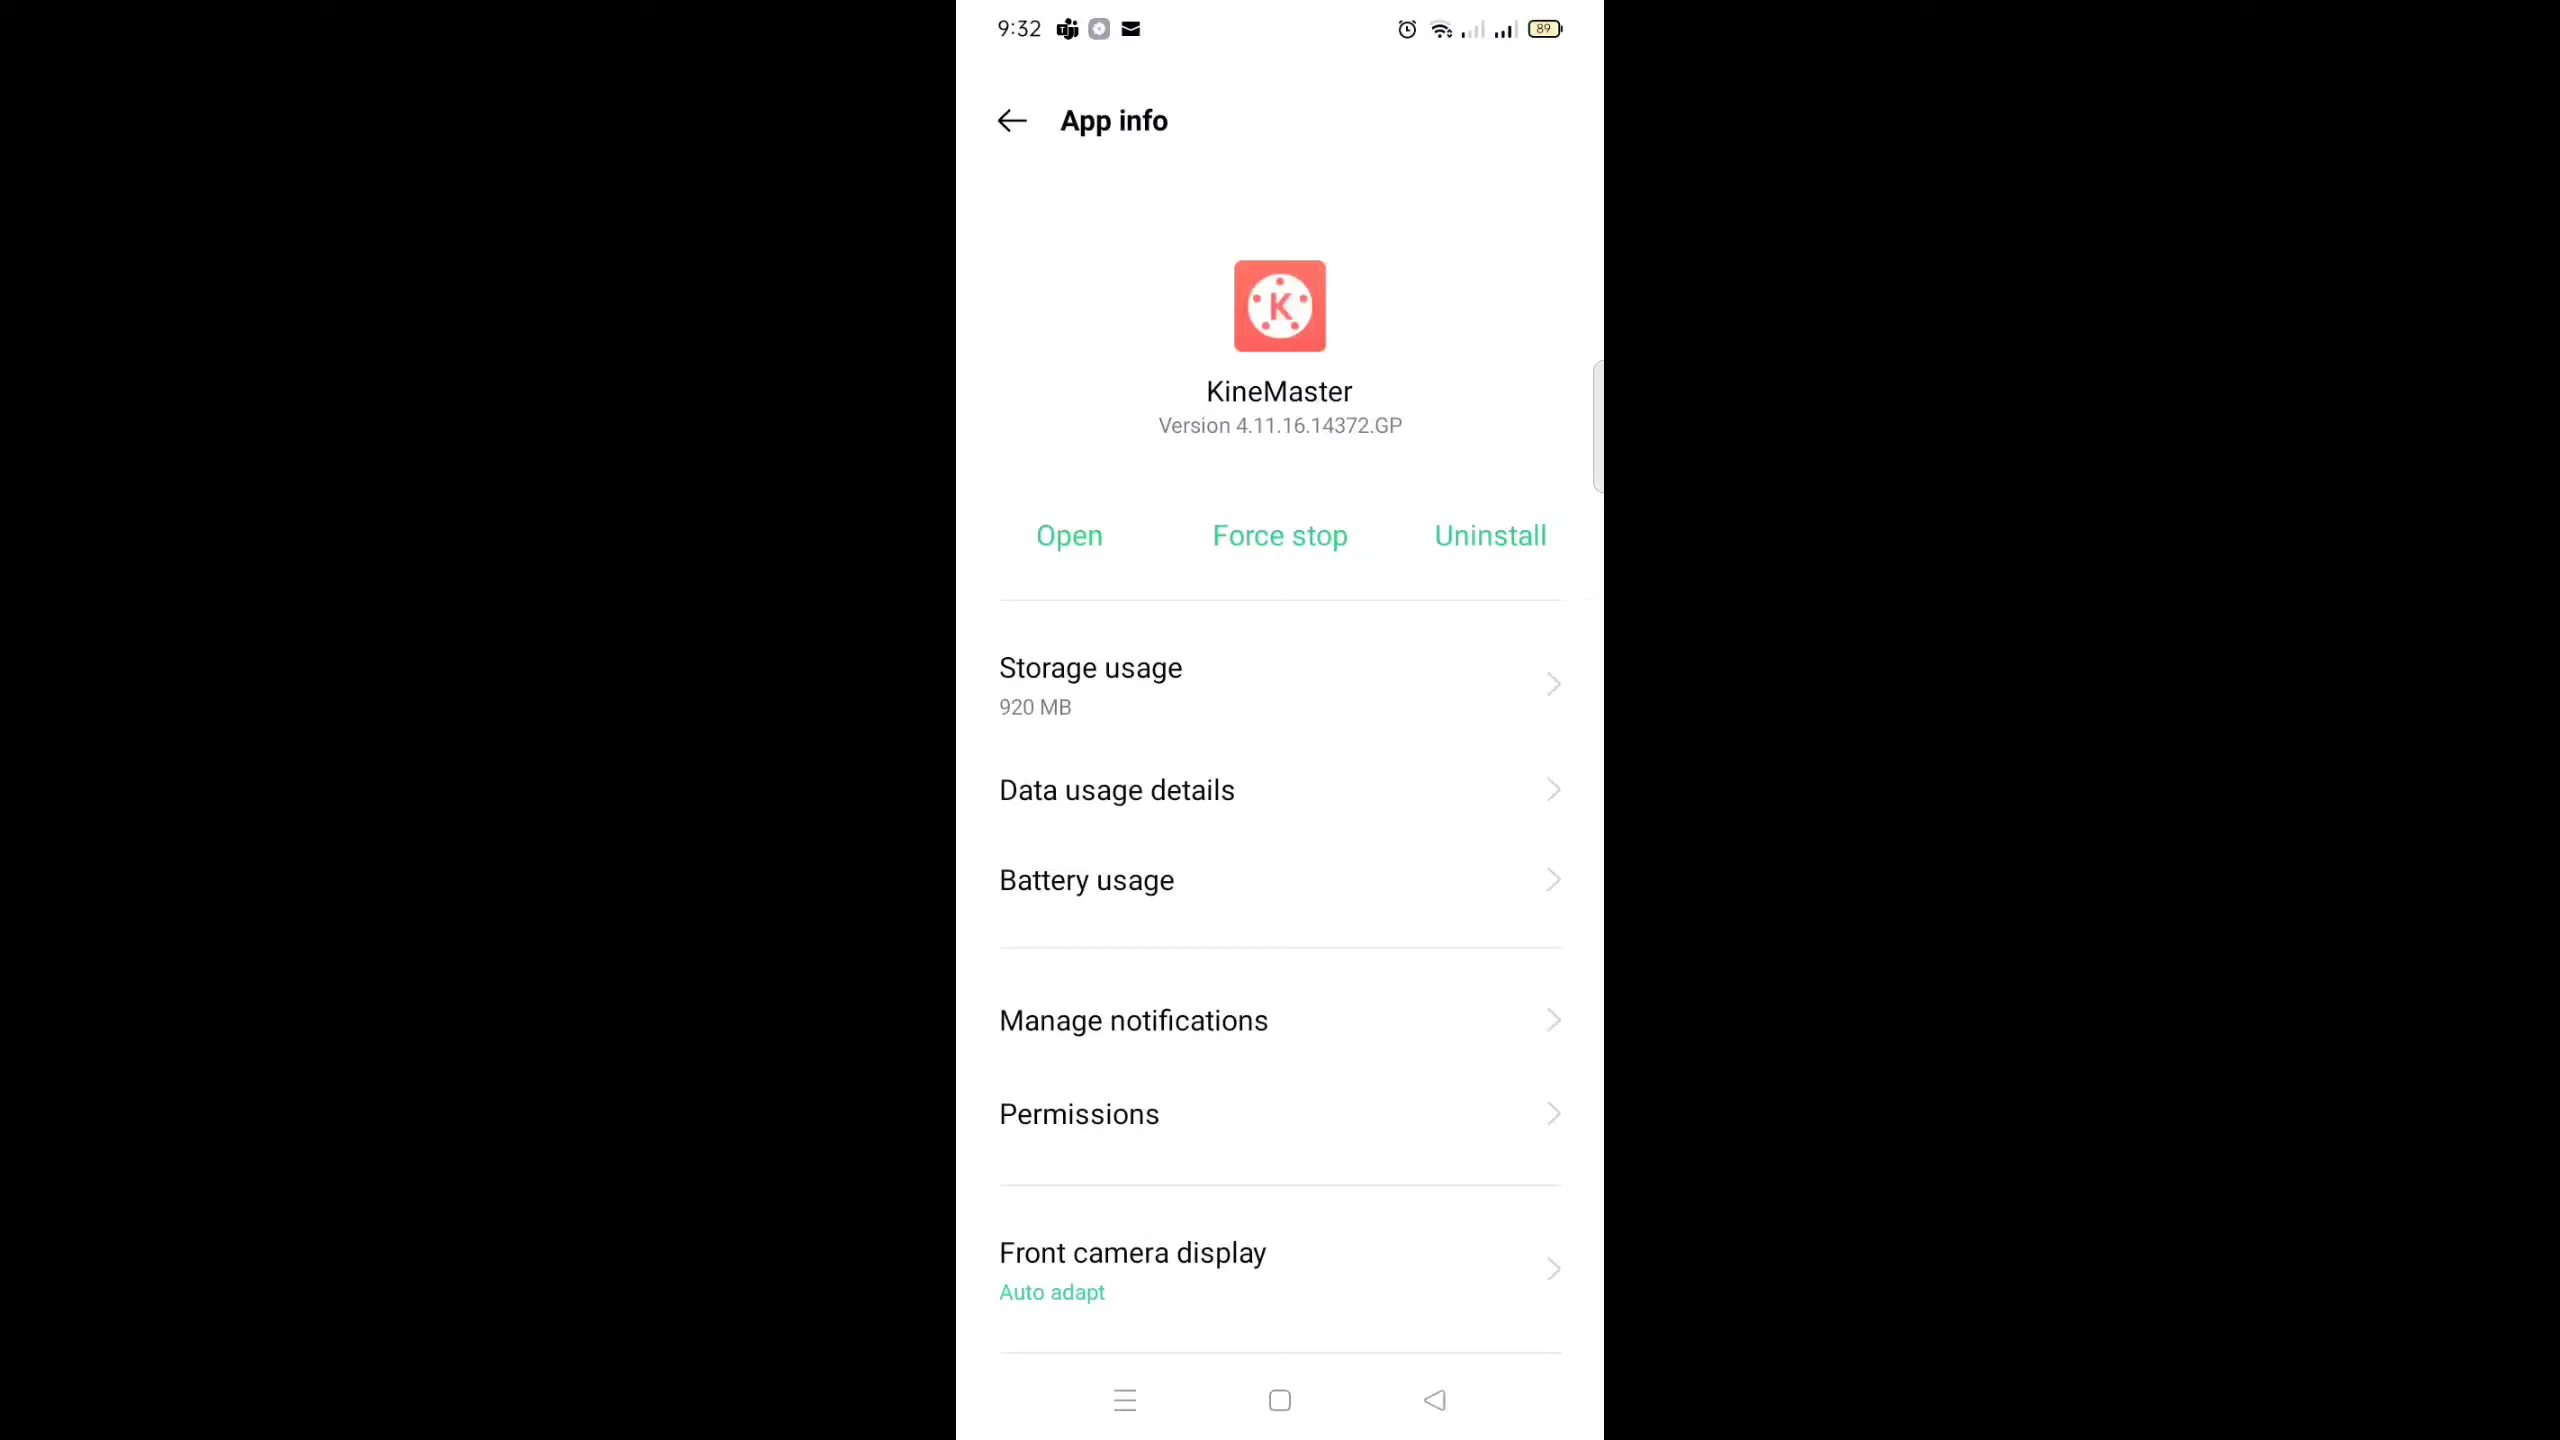 9:32
89
App info
K
KineMaster
Version 4.11.16.14372.GP
Open Force stop Uninstall
Storage usage
920 MB
Data usage details
Battery usage
Manage notifications
Permissions
Front camera display
Auto adapt